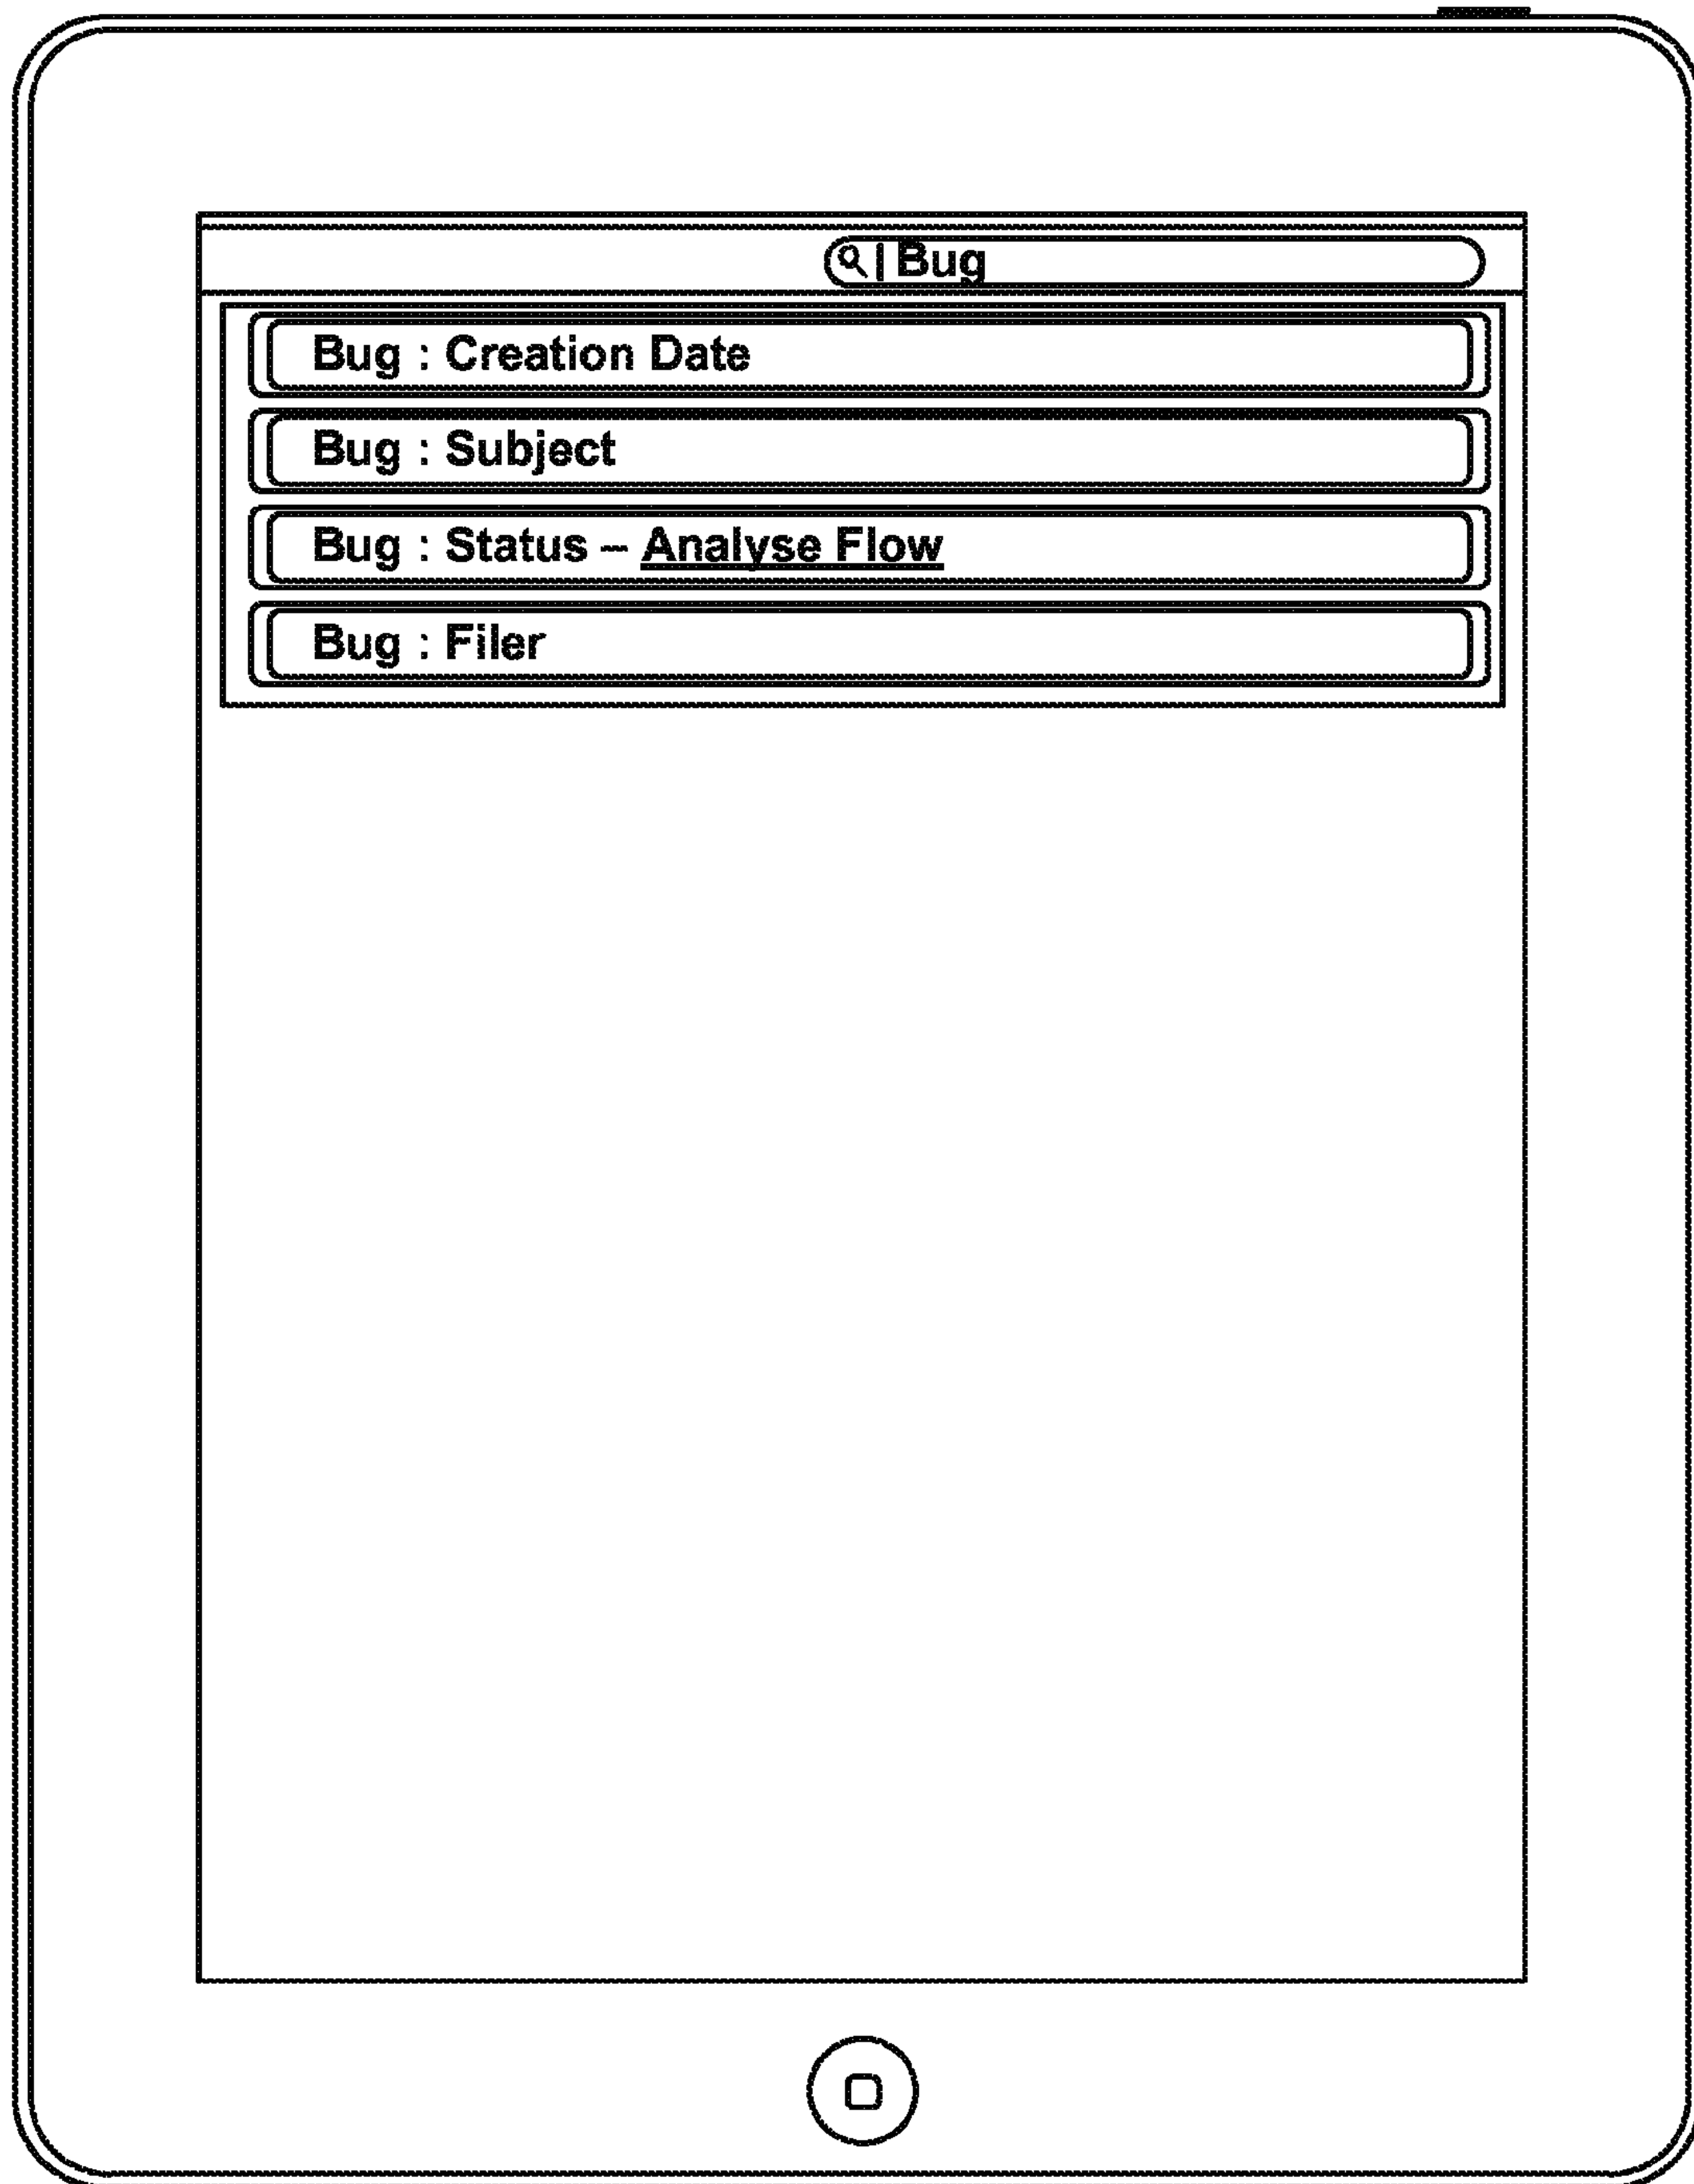 | Bug
Bug : Creation Date
Bug : Subject
Bug : Status – Analyse Flow
Bug : Filer